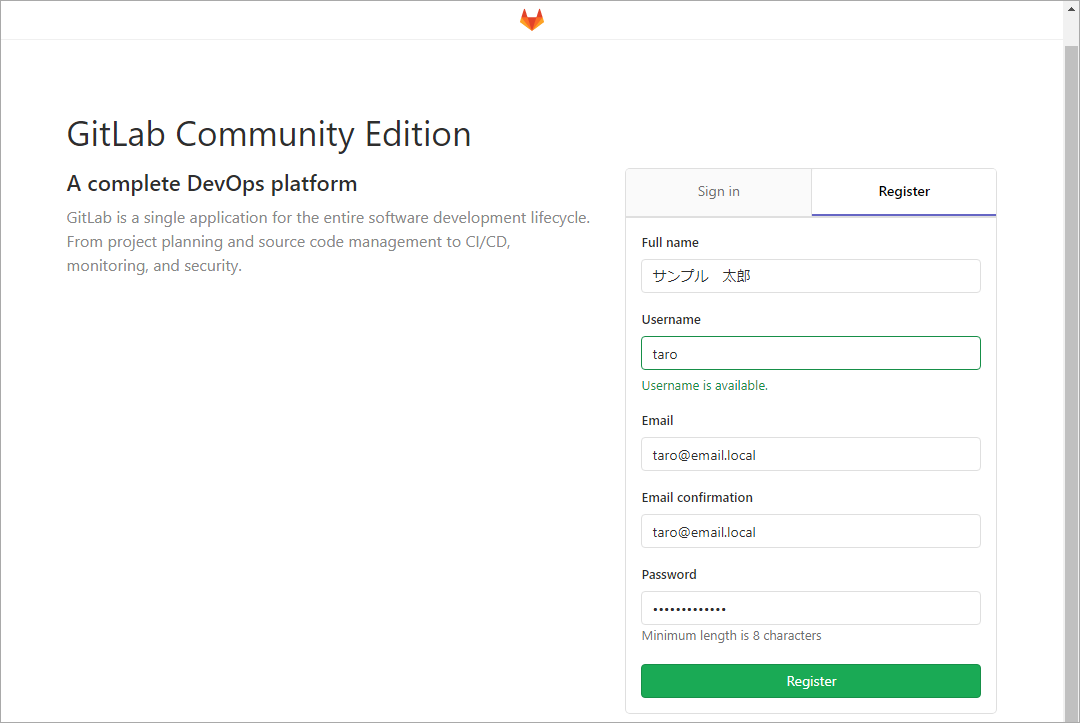 GitLab Community Edition
A complete DevOps platform
GitLab is a single application for the entire software development lifecycle.
From project planning and source code management to CI/CD,
monitoring, and security.
Sign in
Register
Full name
サンプル　太郎
Username
taro
Username is available.
Email
taro@email.local
Email confirmation
taro@email.local
Password
•••••••••••••
Minimum length is 8 characters
Register